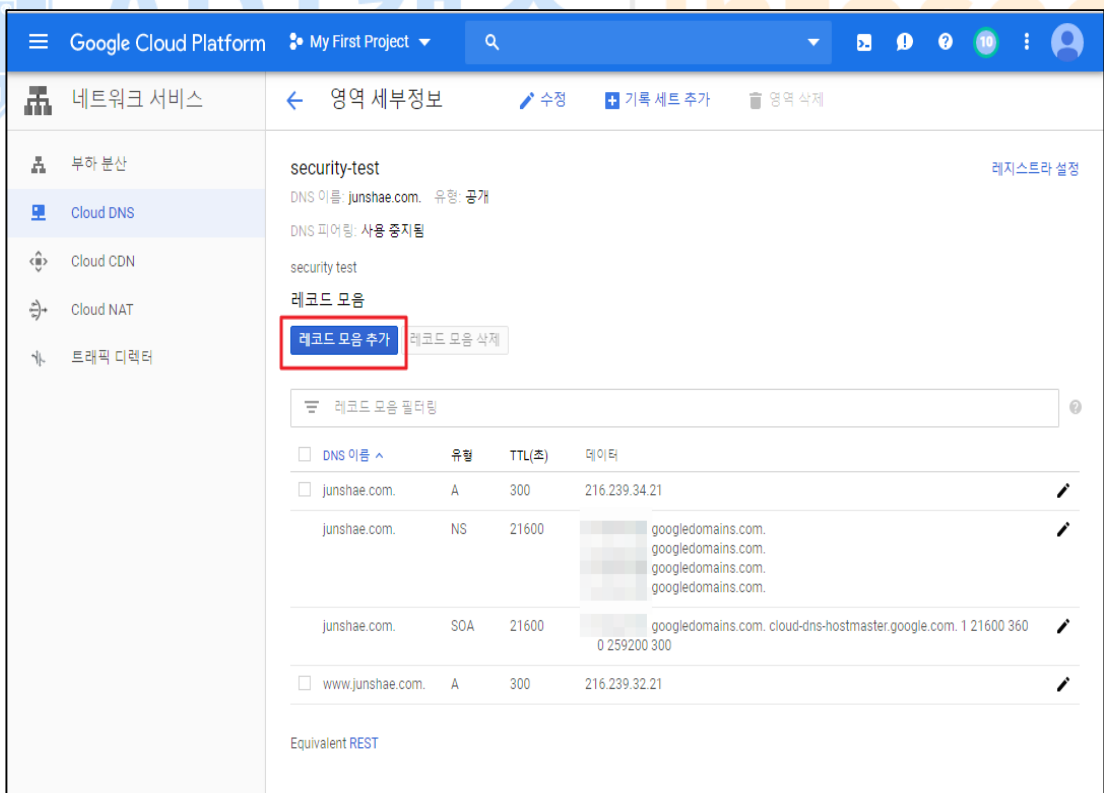 Google Cloud Platform My First Project 10
네트워크 서비스
영역 세부정보 수정 기록 세트 추가 영역 삭제
부하 분산
Cloud DNS
Cloud CDN
Cloud NAT
트래픽 디렉터
security-test 레지스트라 설정
DNS 이름: junshae.com. 유형: 공개
DNS 피어링: 사용 중지됨
security test
레코드 모음
레코드 모음 추가 레코드 모음 삭제
레코드 모음 필터링
DNS 이름 유형 TTL(초) 데이터
junshae.com. A 300 216.239.34.21
junshae.com. NS 21600 googledomains.com.
googledomains.com.
googledomains.com.
googledomains.com.
junshae.com. SOA 21600 googledomains.com. cloud-dns-hostmaster.google.com. 1 21600 360
0 259200 300
www.junshae.com. A 300 216.239.32.21
Equivalent REST